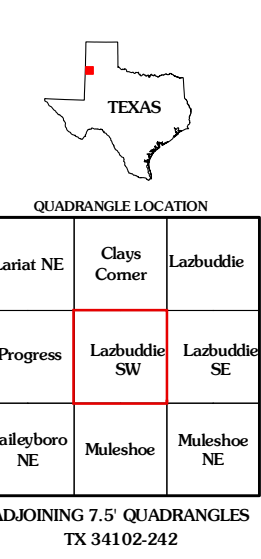 TEXAS
QUADRANGLE LOCATION
ariat NE
Clays
Corner
Lazbuddie
Progress
Lazbuddie
SW
Lazbuddie
SE
aileyboro
NE
Muleshoe
Muleshoe
NE
ADJOINING 7.5' QUADRANGLES
TX 34102-242